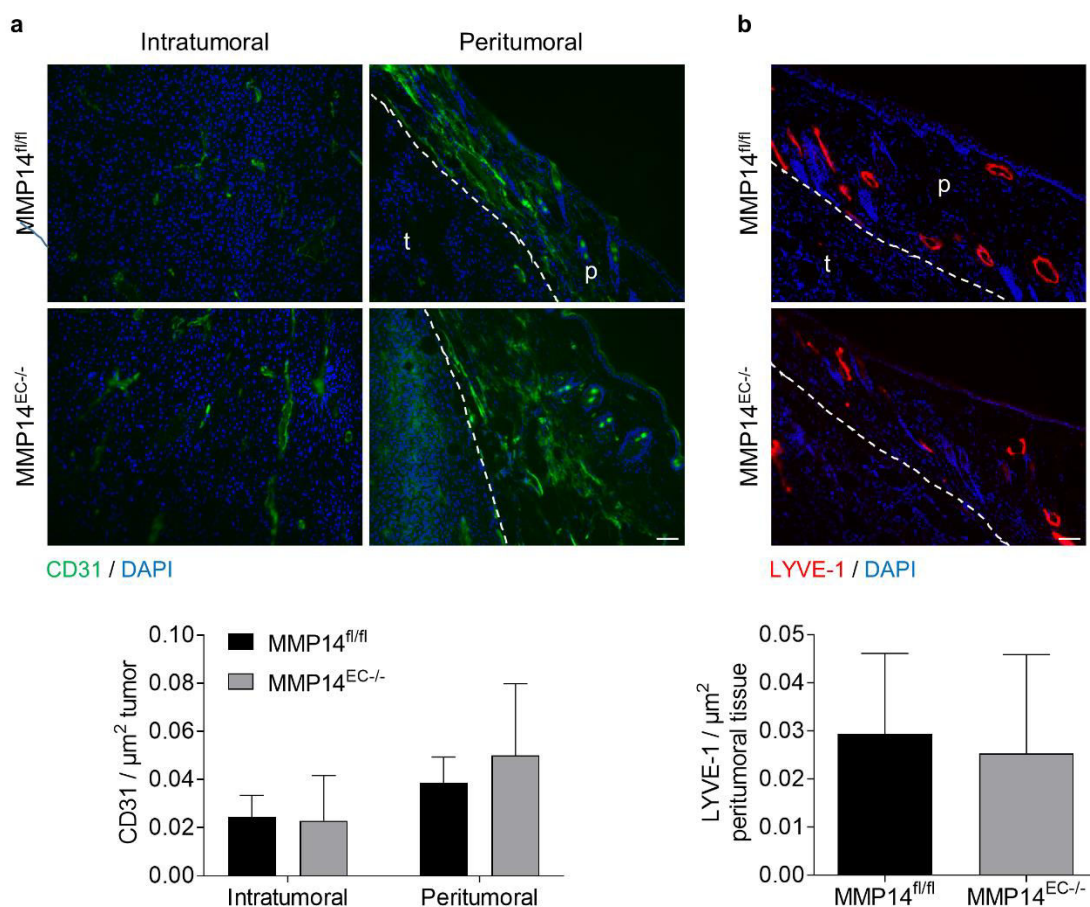 a
Intratumoral
Peritumoral
MMP14fl/fl
t
p
MMP14EC-/-
CD31 / DAPI
b
MMP14fl/fl
p
t
MMP14EC-/-
LYVE-1 / DAPI
CD31 / µm2 tumor
0.10
0.08
0.06
0.04
0.02
0.00
MMP14fl/fl
MMP14EC-/-
Intratumoral
Peritumoral
LYVE-1 / µm2
peritumoral tissue
0.05
0.04
0.03
0.02
0.01
0.00
MMP14fl/fl
MMP14EC-/-